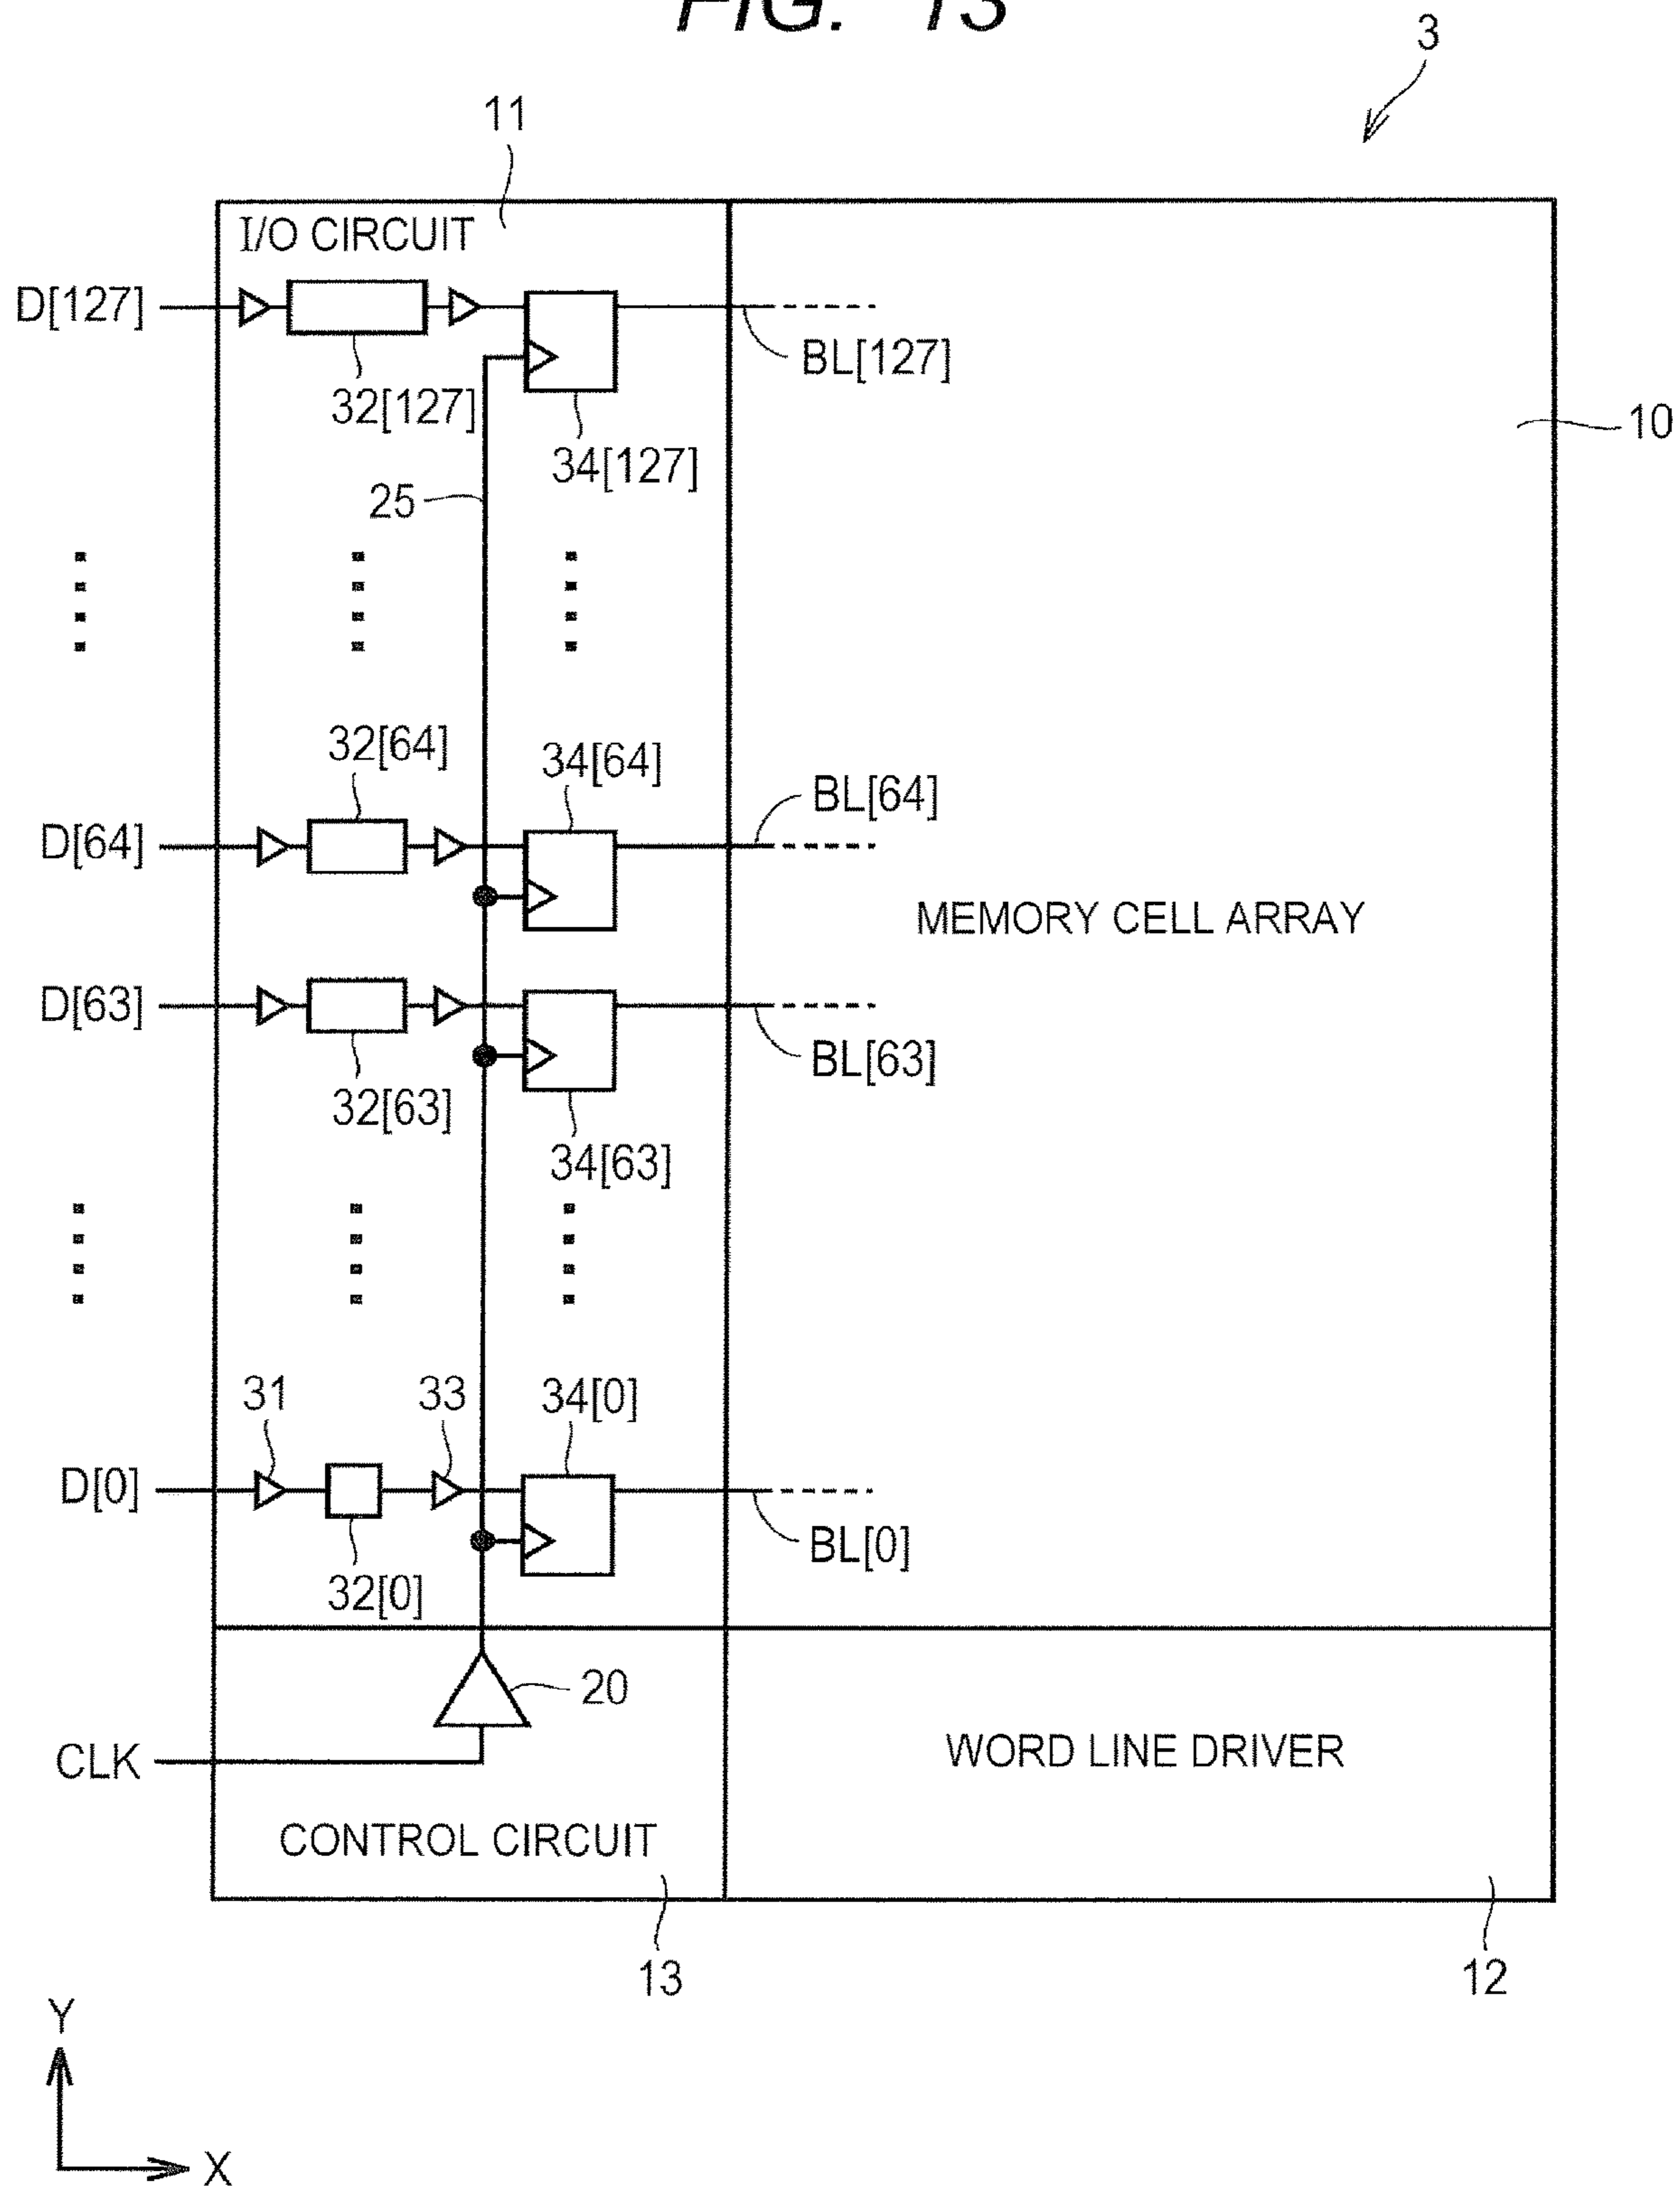 FIG. 13
3
11
I/O CIRCUIT
D[127]
BL[127]
32[127]
10
34[127]
25
32[64]
34[64]
BL[64]
D[64]
MEMORY CELL ARRAY
D[63]
BL[63]
32[63]
34[63]
31
33
34[0]
D[0]
BL[0]
32[0]
20
CLK
WORD LINE DRIVER
CONTROL CIRCUIT
13
12
Y
X